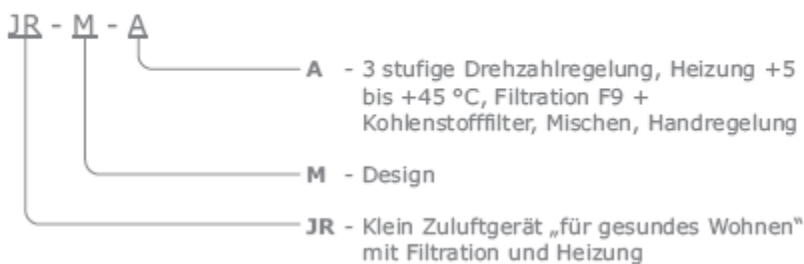 JR - M - A
A - 3 stufige Drehzahlregelung, Heizung +5
bis +45 °C, Filtration F9 +
Kohlenstofffilter, Mischen, Handregelung
M - Design
JR - Klein Zuluftgerät „für gesundes Wohnen“
mit Filtration und Heizung